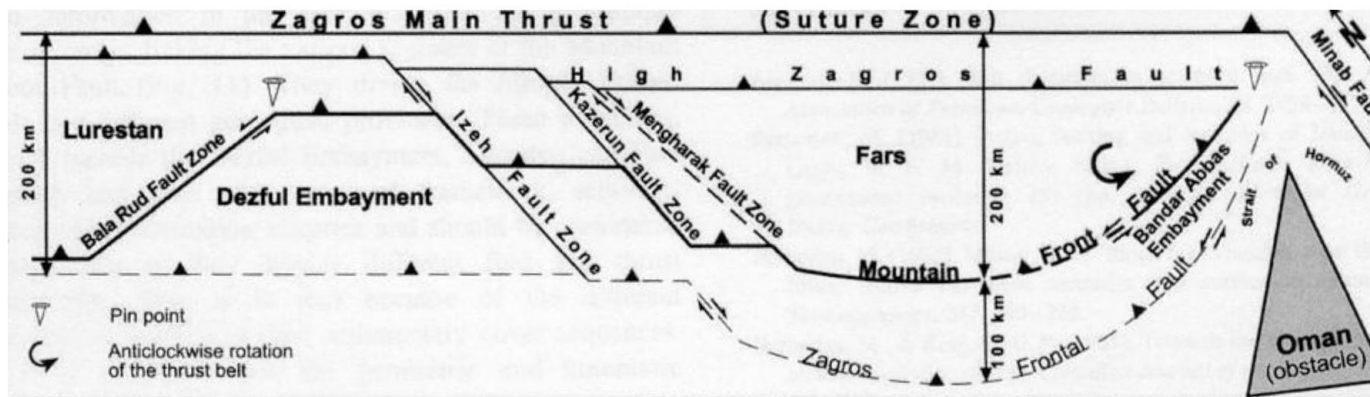 Zagros Main Thrust (Suture Zone)
N
Minab Fau
High Zagros Fault
200 km
Lurestan
Bala Rud Fault Zone
Dezful Embayment
Izeh Fault Zone
Kazerun Fault Zone
Mengharak Fault Zone
Fars
200 km
Mountain Front Fault
Bandar Abbas
Embayment
Strait of Hormuz
Oman
(obstacle)
100 km
Zagros Frontal Fault
Pin point
Anticlockwise rotation
of the thrust belt